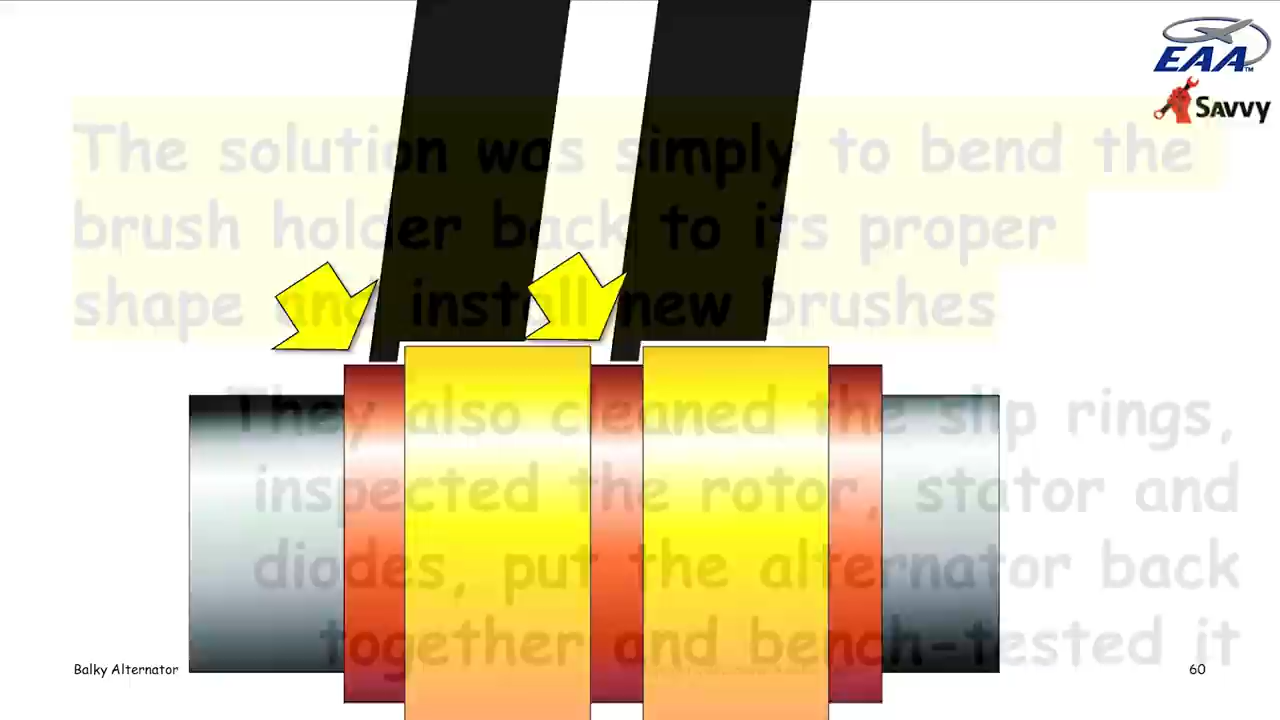 EAA™
Savvy
The solution was simply to bend the
brush holder back to its proper
shape and install new brushes
They also cleaned the slip rings,
inspected the rotor, stator and
diodes, put the alternator back
together and bench-tested it
Balky Alternator
60